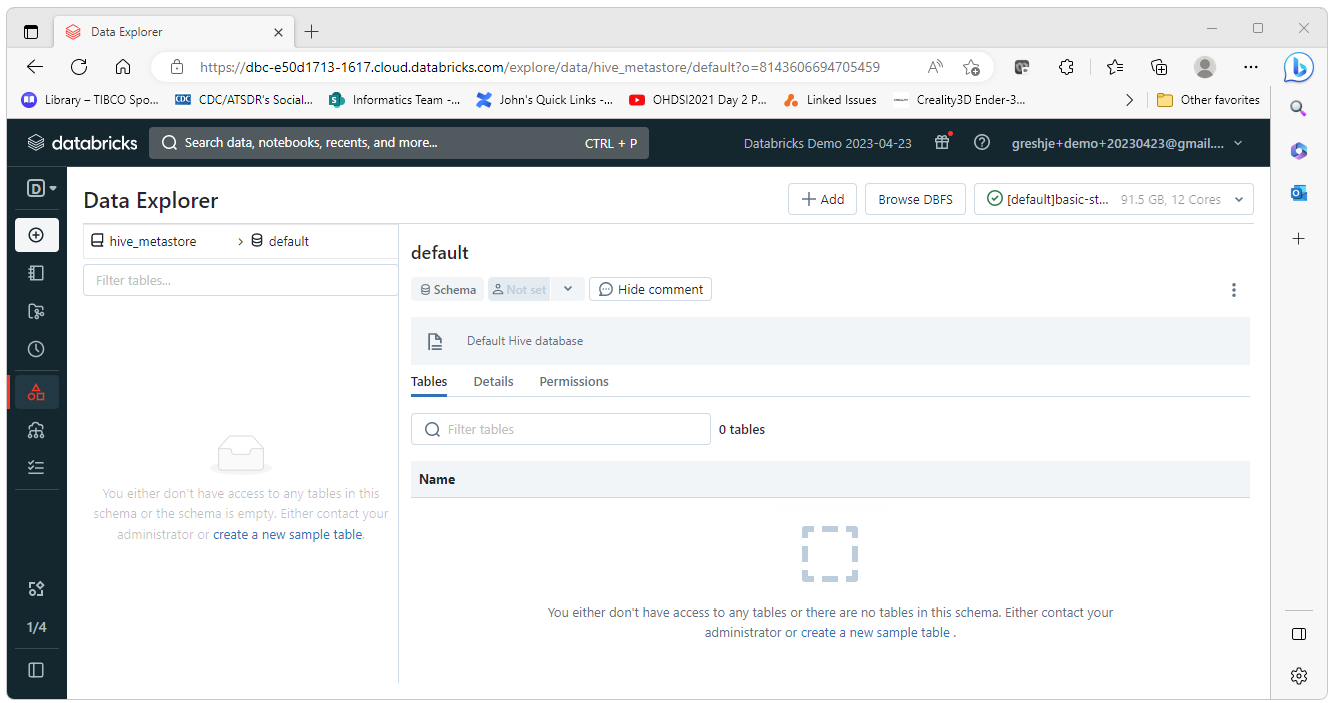 Data Explorer
https://dbc-e50d1713-1617.cloud.databricks.com/explore/data/hive_metastore/default?o=8143606694705459
Library – TIBCO Spo...
CDC
CDC/ATSDR's Social...
Informatics Team -...
John's Quick Links -...
OHDSI2021 Day 2 P...
Linked Issues
Creality3D Ender-3...
Other favorites
databricks
Search data, notebooks, recents, and more...
CTRL + P
Databricks Demo 2023-04-23
greshje+demo+20230423@gmail....
D
Data Explorer
Add
Browse DBFS
[default]basic-st...
91.5 GB, 12 Cores
hive_metastore
default
Filter tables...
default
Schema
Not set
Hide comment
Default Hive database
Tables
Details
Permissions
Filter tables
0 tables
Name
You either don't have access to any tables in this
schema or the schema is empty. Either contact your
administrator or create a new sample table.
You either don't have access to any tables or there are no tables in this schema. Either contact your
administrator or create a new sample table .
1/4